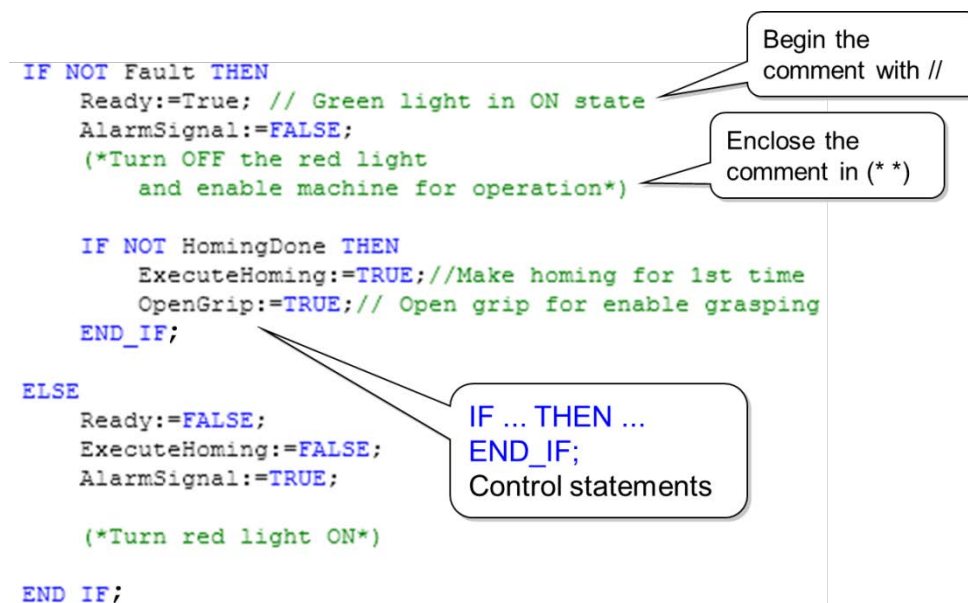 Begin the
comment with //
IF NOT Fault THEN
Ready:=True; // Green light in ON state
AlarmSignal:=FALSE;
(*Turn OFF the red light
and enable machine for operation*)
Enclose the
comment in (* *)
IF NOT HomingDone THEN
ExecuteHoming:=TRUE;//Make homing for 1st time
OpenGrip:=TRUE;// Open grip for enable grasping
END_IF;
ELSE
Ready:=FALSE;
ExecuteHoming:=FALSE;
AlarmSignal:=TRUE;
IF ... THEN ...
END_IF;
Control statements
(*Turn red light ON*)
END IF;